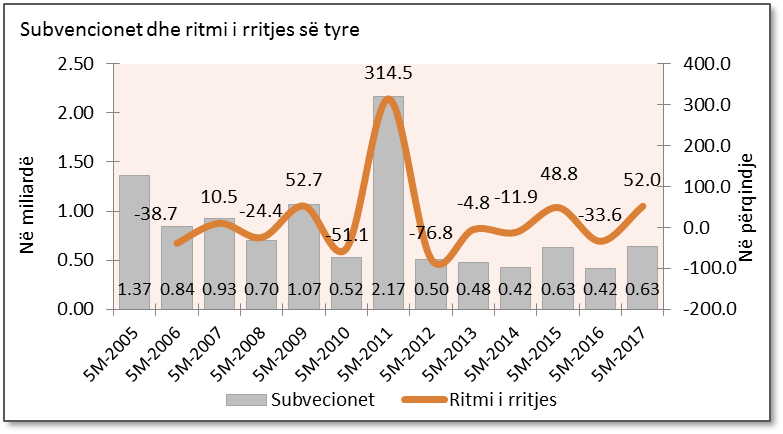 Subvencionet dhe ritmi i rritjes së tyre
2.50
2.00
1.50
1.00
0.50
0.00
Në miliardë
400.0
300.0
200.0
100.0
0.0
-100.0
-200.0
Në përqindje
-38.7
10.5
-24.4
52.7
-51.1
314.5
-76.8
-4.8
-11.9
48.8
-33.6
52.0
1.37
0.84
0.93
0.70
1.07
0.52
2.17
0.50
0.48
0.42
0.63
0.42
0.63
5M-2005
5M-2006
5M-2007
5M-2008
5M-2009
5M-2010
5M-2011
5M-2012
5M-2013
5M-2014
5M-2015
5M-2016
5M-2017
Subvecionet
Ritmi i rritjes